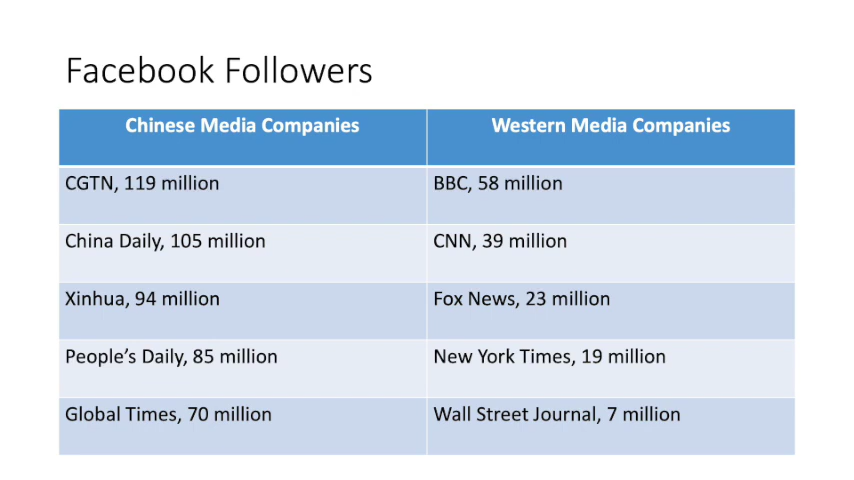 Facebook Followers
Chinese Media Companies
Western Media Companies
CGTN, 119 million
BBC, 58 million
China Daily, 105 million
CNN, 39 million
Xinhua, 94 million
Fox News, 23 million
People’s Daily, 85 million
New York Times, 19 million
Global Times, 70 million
Wall Street Journal, 7 million